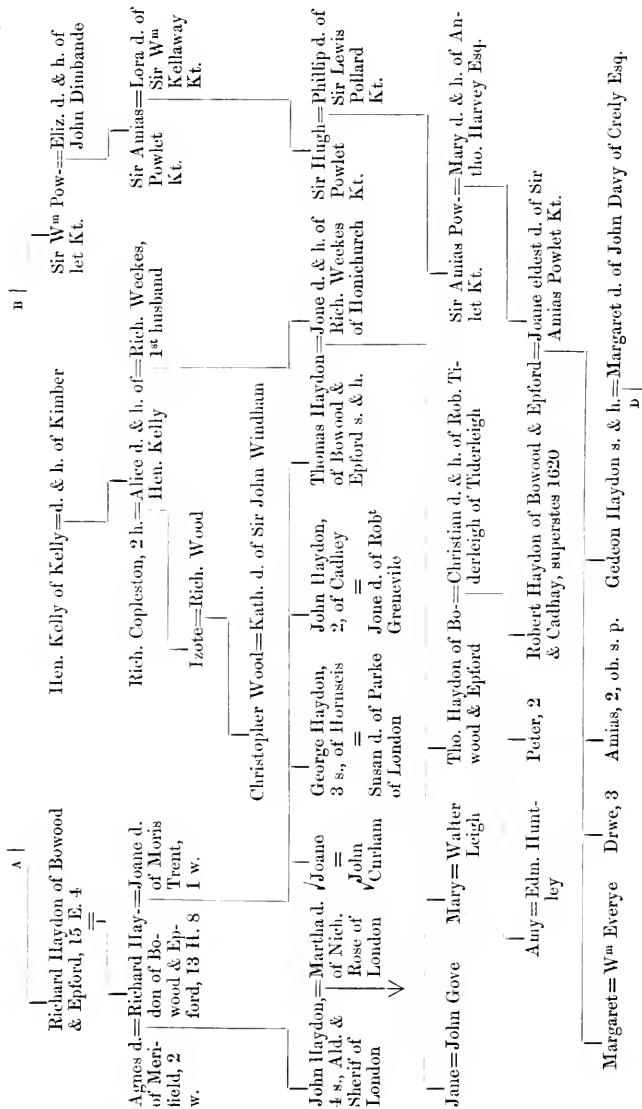 A
B
Richard Haydon of Bowood
& Epford, 15 E. 4
=
Hen. Kelly of Kelly=d. & h. of Kimber
Sir Wm Pow-=Eliz. d. & h. of
let Kt. John Dinbande
Agnes d.=Richard Hay-=Joane d.
of Meri- don of Bo- of Moris
field, 2 wood & Ep- Trent,
w. ford, 13 H. 8 1 w.
Rich. Copleston, 2 h.=Alice d. & h. of=Rich. Weekes,
Hen. Kelly 1st husband
Sir Amias=Lora d. of
Powlet Sir Wm
Kt. Kellaway
Kt.
Izote=Rich. Wood
Christopher Wood=Kath. d. of Sir John Windham
John Haydon,=Martha d.
4 s., Ald. & of Nich.
Sherif of Rose of
London London
Joane
=
John
Curham
George Haydon,
3 s., of Hornseis
=
Susan d. of Parke
of London
John Haydon,
2, of Cadhey
=
Jone d. of Robt
Grenevile
Thomas Haydon=Jone d. & h. of
of Bowood & Rich. Weekes
Epford s. & h. of Honichurch
Sir Hugh=Phillip d. of
Powlet Sir Lewis
Kt. Pollard
Kt.
Jane=John Gove
Mary=Walter
Leigh
Tho. Haydon of Bo-=Christian d. & h. of Rob. Ti-
wood & Epford derleigh of Tiderleigh
Sir Amias Pow-=Mary d. & h. of An-
let Kt. tho. Harvey Esq.
Amy=Edm. Hunt-
ley
Peter, 2
Robert Haydon of Bowood & Epford=Joane eldest d. of Sir
& Cadhay, superstes 1620 Amias Powlet Kt.
Margaret=Wm Everye
Drwe, 3
Amias, 2, ob. s. p.
Gedeon Haydon s. & h.=Margaret d. of John Davy of Credy Esq.
D